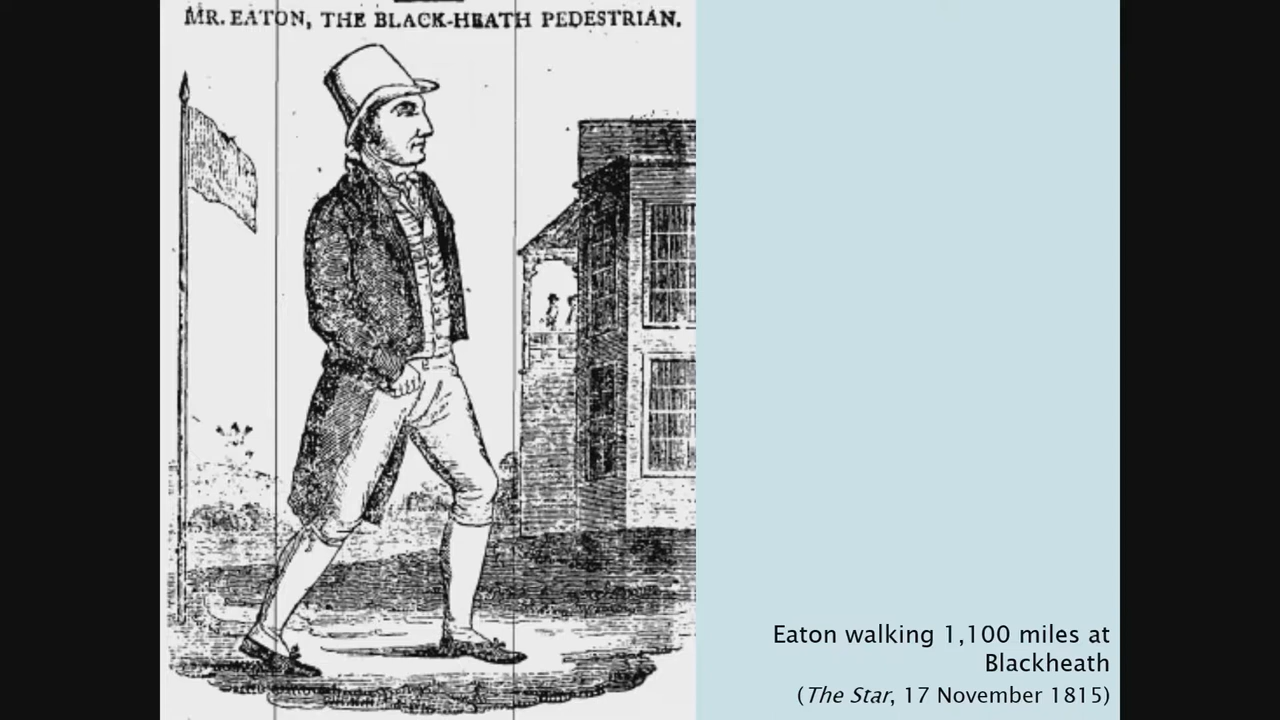 MR. EATON, THE BLACK-HEATH PEDESTRIAN.
Eaton walking 1,100 miles at
Blackheath
(The Star, 17 November 1815)